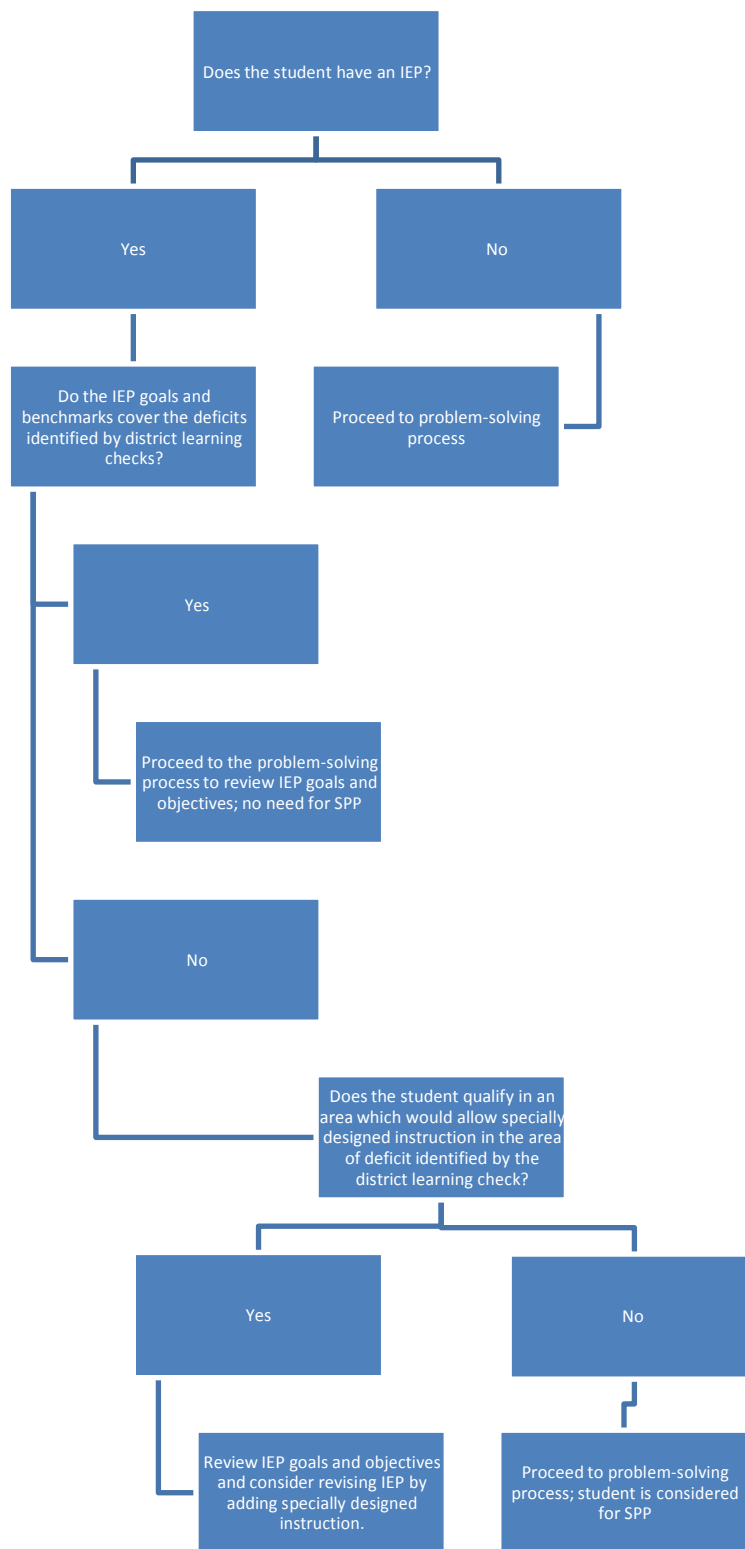 Does the student have an IEP?
Yes
No
Do the IEP goals and
benchmarks cover the deficits
identified by district learning
checks?
Proceed to problem-solving
process
Yes
Proceed to the problem-solving
process to review IEP goals and
objectives; no need for SPP
No
Does the student qualify in an
area which would allow specially
designed instruction in the area
of deficit identified by the
district learning check?
Yes
No
Review IEP goals and objectives
and consider revising IEP by
adding specially designed
instruction.
Proceed to problem-solving
process; student is considered
for SPP